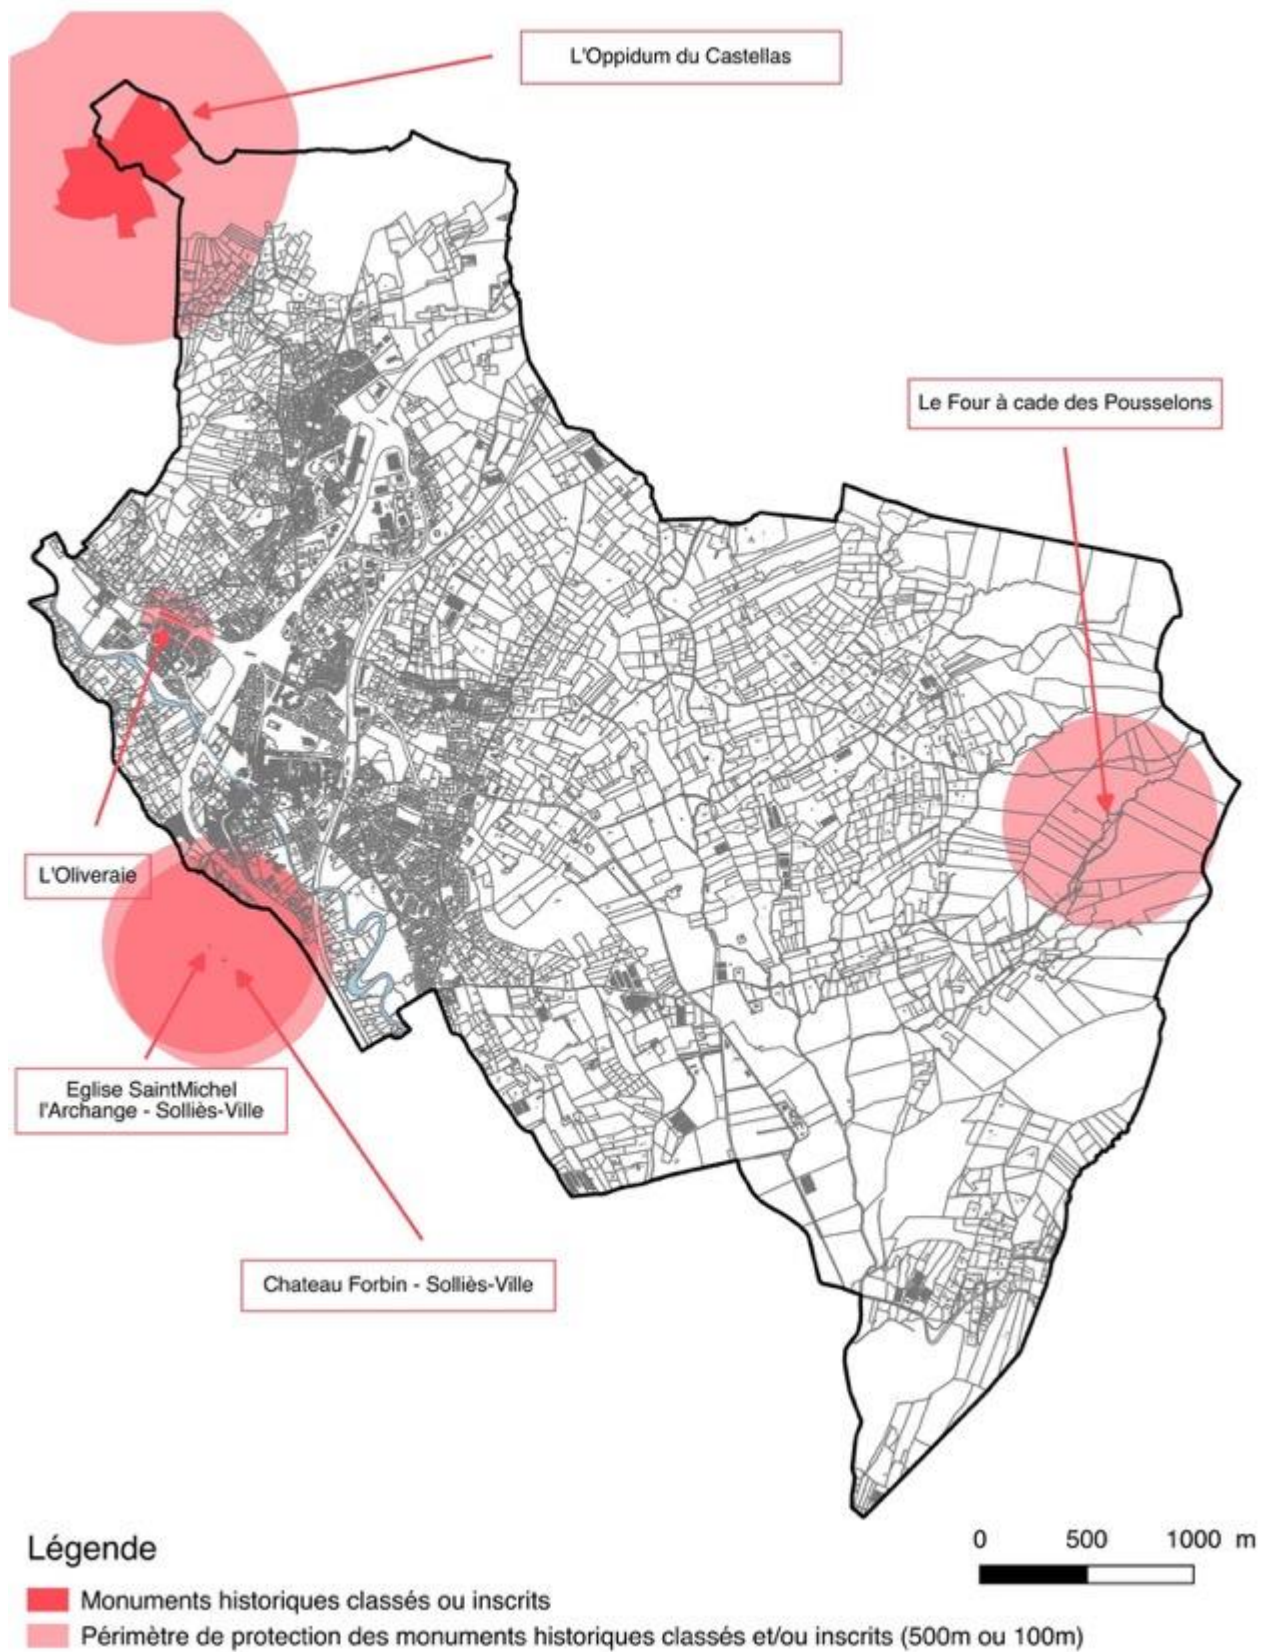 L'Oppidum du Castellas
Le Four à cade des Pousselons
L'Oliveraie
Eglise SaintMichel
l'Archange - Solliès-Ville
Chateau Forbin - Solliès-Ville
Légende
0 500 1000 m
Monuments historiques classés ou inscrits
Périmètre de protection des monuments historiques classés et/ou inscrits (500m ou 100m)